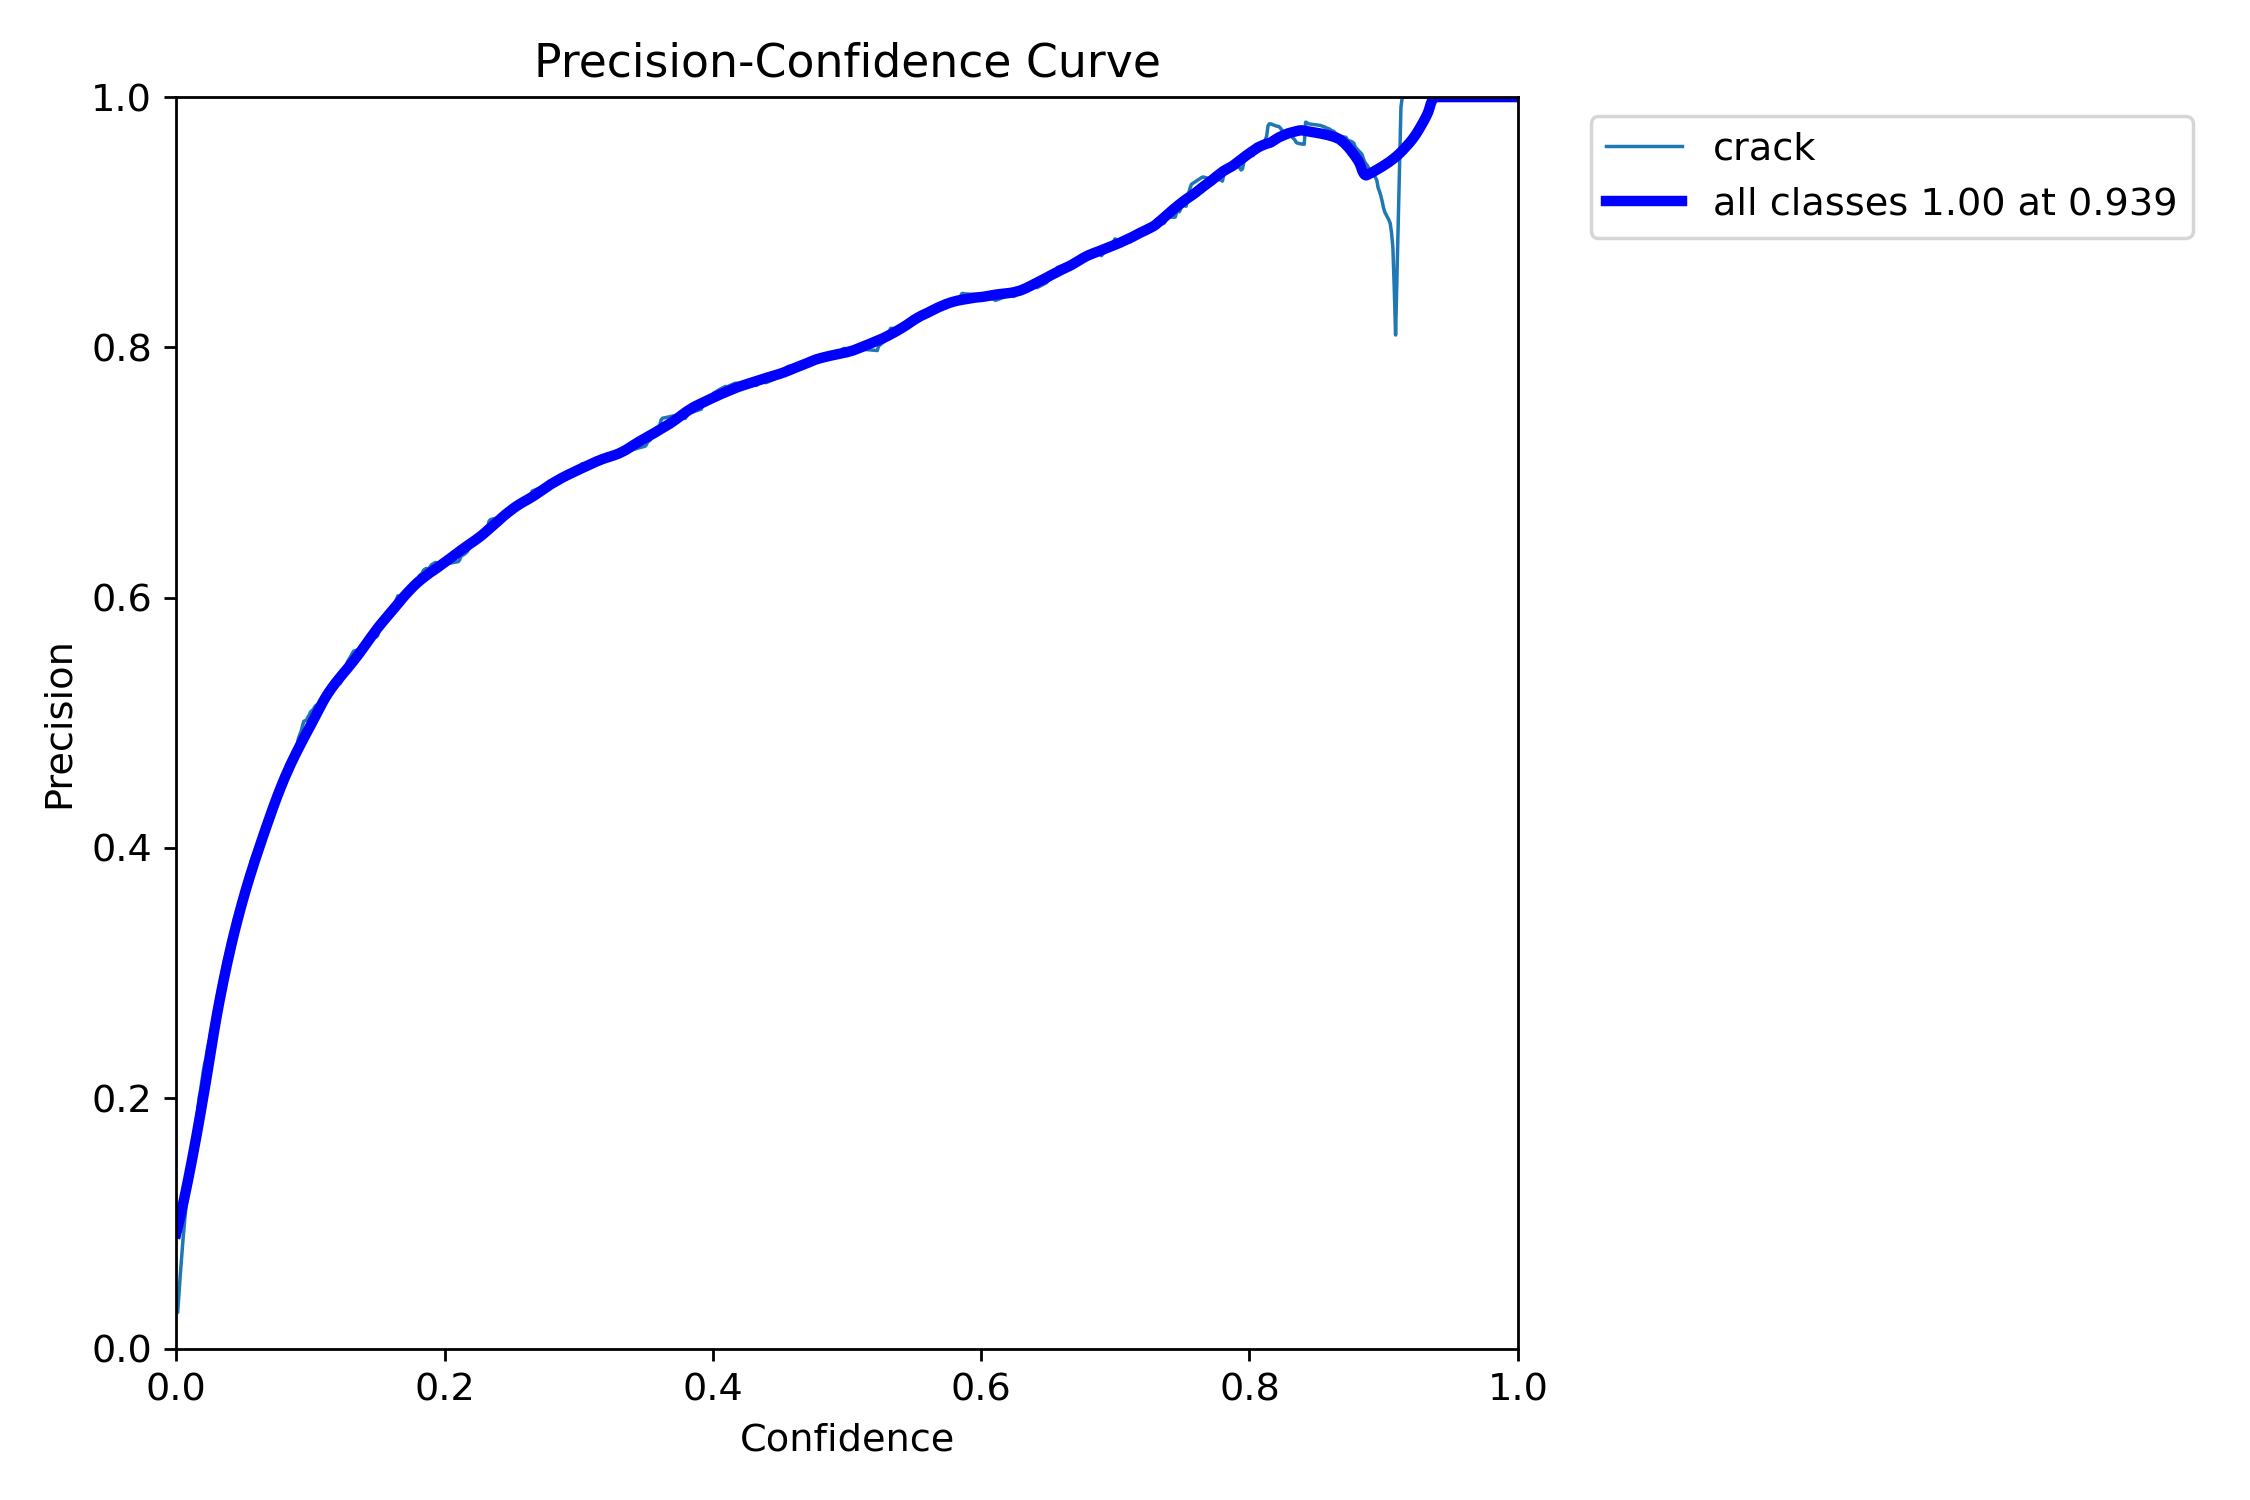 Precision-Confidence Curve
1.0
0.8
0.6
0.4
0.2
0.0
Precision
0.0 0.2 0.4 0.6 0.8 1.0
Confidence
crack
all classes 1.00 at 0.939